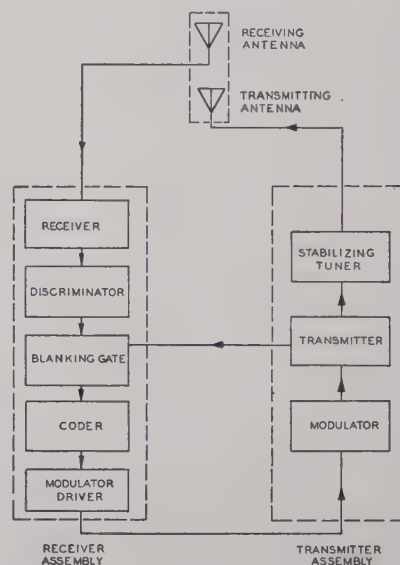 RECEIVING
ANTENNA
TRANSMITTING
ANTENNA
RECEIVER
DISCRIMINATOR
BLANKING GATE
CODER
MODULATOR
DRIVER
RECEIVER
ASSEMBLY
STABILIZING
TUNER
TRANSMITTER
MODULATOR
TRANSMITTER
ASSEMBLY